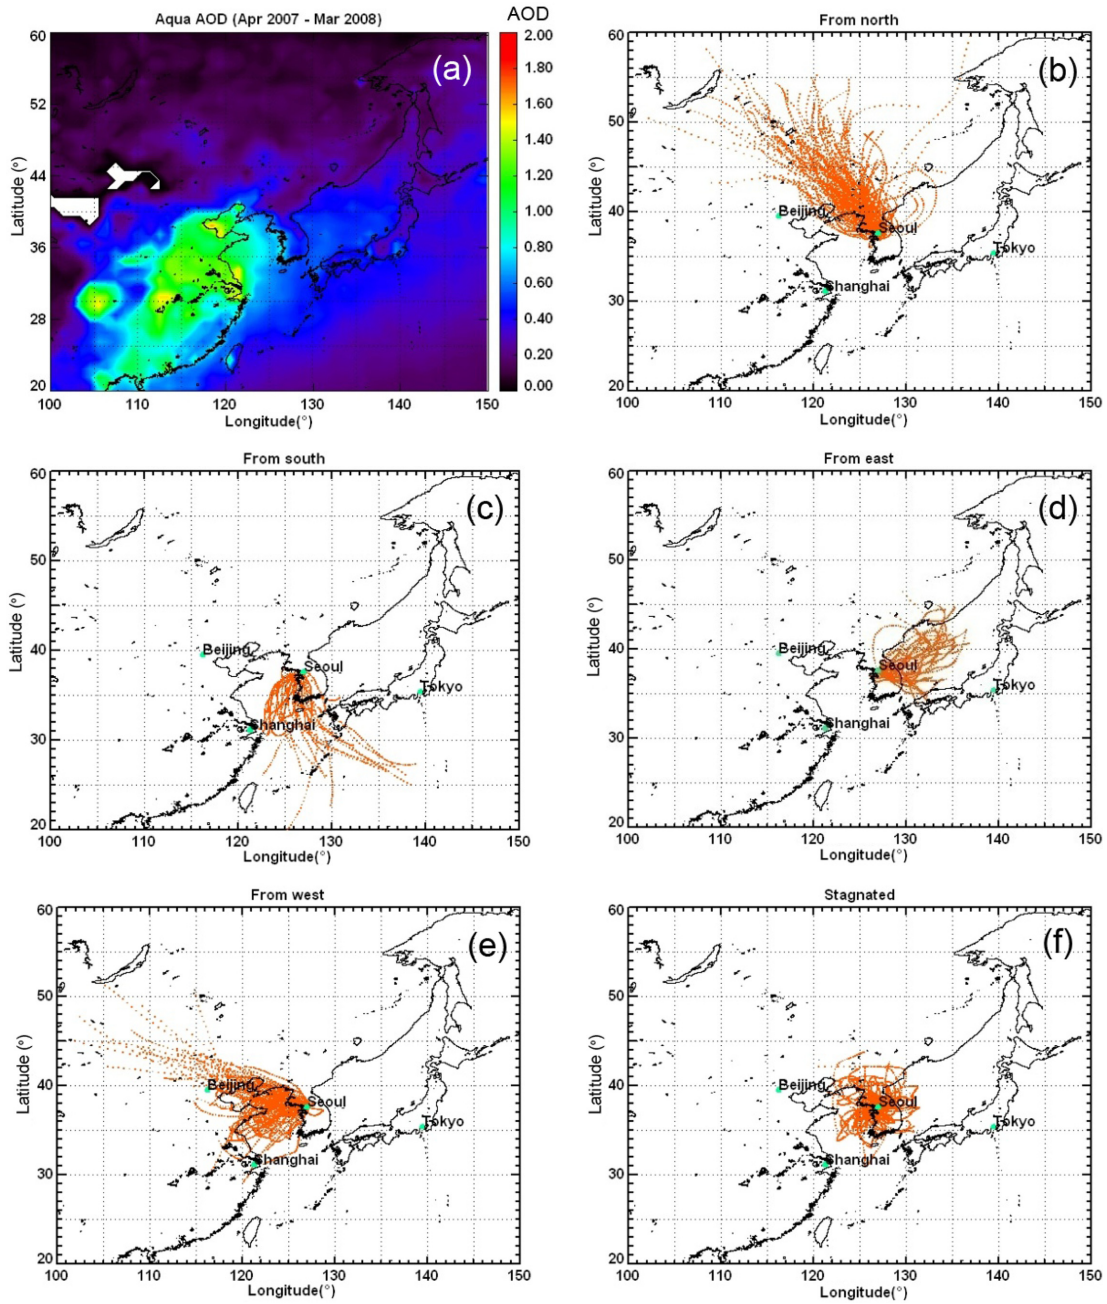 Aqua AOD (Apr 2007 - Mar 2008) AOD
60
52
44
36
28
20
Latitude (°)
(a)
2.00
1.80
1.60
1.40
1.20
1.00
0.80
0.60
0.40
0.20
0.00
100 110 120 130 140 150
Longitude(°)
From north
60
50
40
30
20
Latitude (°)
(b)
Beijing
Seoul
Tokyo
Shanghai
100 110 120 130 140 150
Longitude(°)
From south
60
50
40
30
20
Latitude (°)
(c)
Beijing
Seoul
Tokyo
Shanghai
100 110 120 130 140 150
Longitude(°)
From east
60
50
40
30
20
Latitude (°)
(d)
Beijing
Seoul
Tokyo
Shanghai
100 110 120 130 140 150
Longitude(°)
From west
60
50
40
30
20
Latitude (°)
(e)
Beijing
Seoul
Tokyo
Shanghai
100 110 120 130 140 150
Longitude(°)
Stagnated
60
50
40
30
20
Latitude (°)
(f)
Beijing
Seoul
Tokyo
Shanghai
100 110 120 130 140 150
Longitude(°)